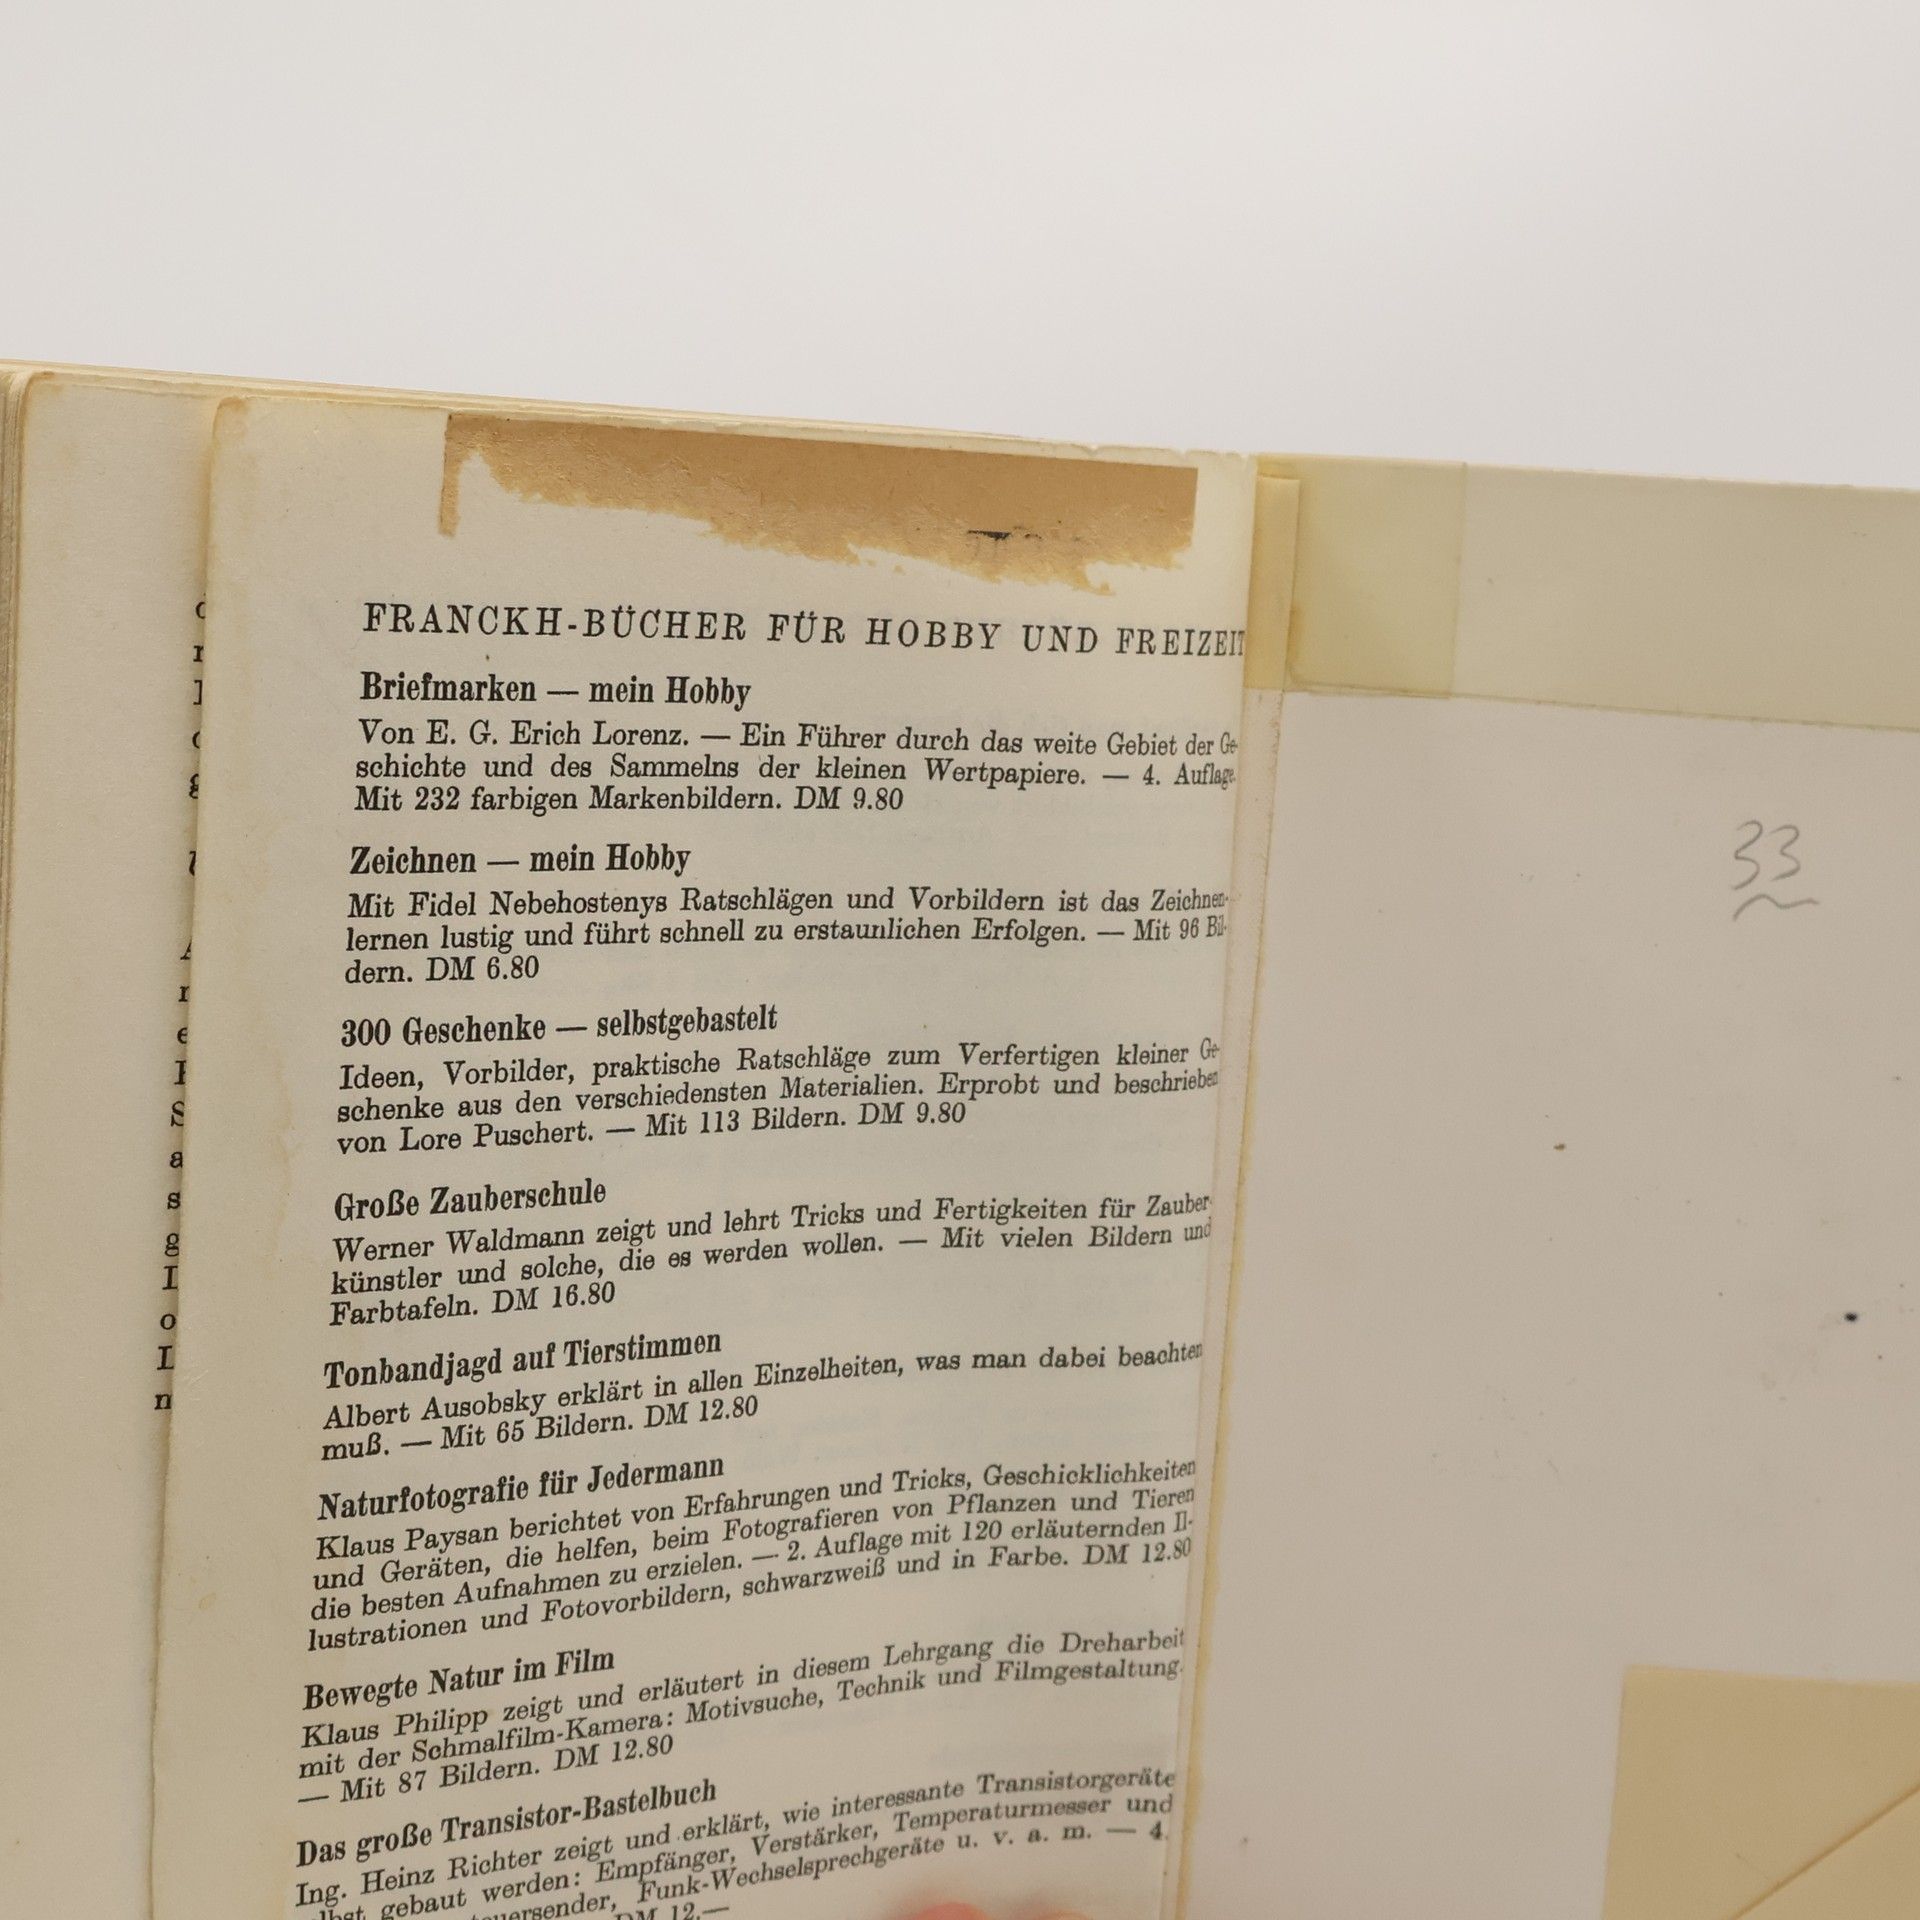 FRANCKH-BÜCHER FÜR HOBBY UND FREIZEIT
Briefmarken — mein Hobby
Von E. G. Erich Lorenz. — Ein Führer durch das weite Gebiet der Ge-
schichte und des Sammelns der kleinen Wertpapiere. — 4. Auflage.
Mit 232 farbigen Markenbildern. DM 9.80
Zeichnen — mein Hobby
Mit Fidel Nebehostenys Ratschlägen und Vorbildern ist das Zeichnen-
lernen lustig und führt schnell zu erstaunlichen Erfolgen. — Mit 96 Bil-
dern. DM 6.80
300 Geschenke — selbstgebastelt
Ideen, Vorbilder, praktische Ratschläge zum Verfertigen kleiner Ge-
schenke aus den verschiedensten Materialien. Erprobt und beschrieben
von Lore Puschert. — Mit 113 Bildern. DM 9.80
Große Zauberschule
Werner Waldmann zeigt und lehrt Tricks und Fertigkeiten für Zauber-
künstler und solche, die es werden wollen. — Mit vielen Bildern und
Farbtafeln. DM 16.80
Tonbandjagd auf Tierstimmen
Albert Ausobsky erklärt in allen Einzelheiten, was man dabei beachten
muß. — Mit 65 Bildern. DM 12.80
Naturfotografie für Jedermann
Klaus Paysan berichtet von Erfahrungen und Tricks, Geschicklichkeiten
und Geräten, die helfen, beim Fotografieren von Pflanzen und Tieren
die besten Aufnahmen zu erzielen. — 2. Auflage mit 120 erläuternden Il-
lustrationen und Fotovorbildern, schwarzweiß und in Farbe. DM 12.80
Bewegte Natur im Film
Klaus Philipp zeigt und erläutert in diesem Lehrgang die Dreharbeit
mit der Schmalfilm-Kamera: Motivsuche, Technik und Filmgestaltung.
— Mit 87 Bildern. DM 12.80
Das große Transistor-Bastelbuch
Ing. Heinz Richter zeigt und erklärt, wie interessante Transistorgeräte
gebaut werden: Empfänger, Verstärker, Temperaturmesser und
Funk-Wechselsprechgeräte u. v. a. m. — 4.
DM 12.—
33